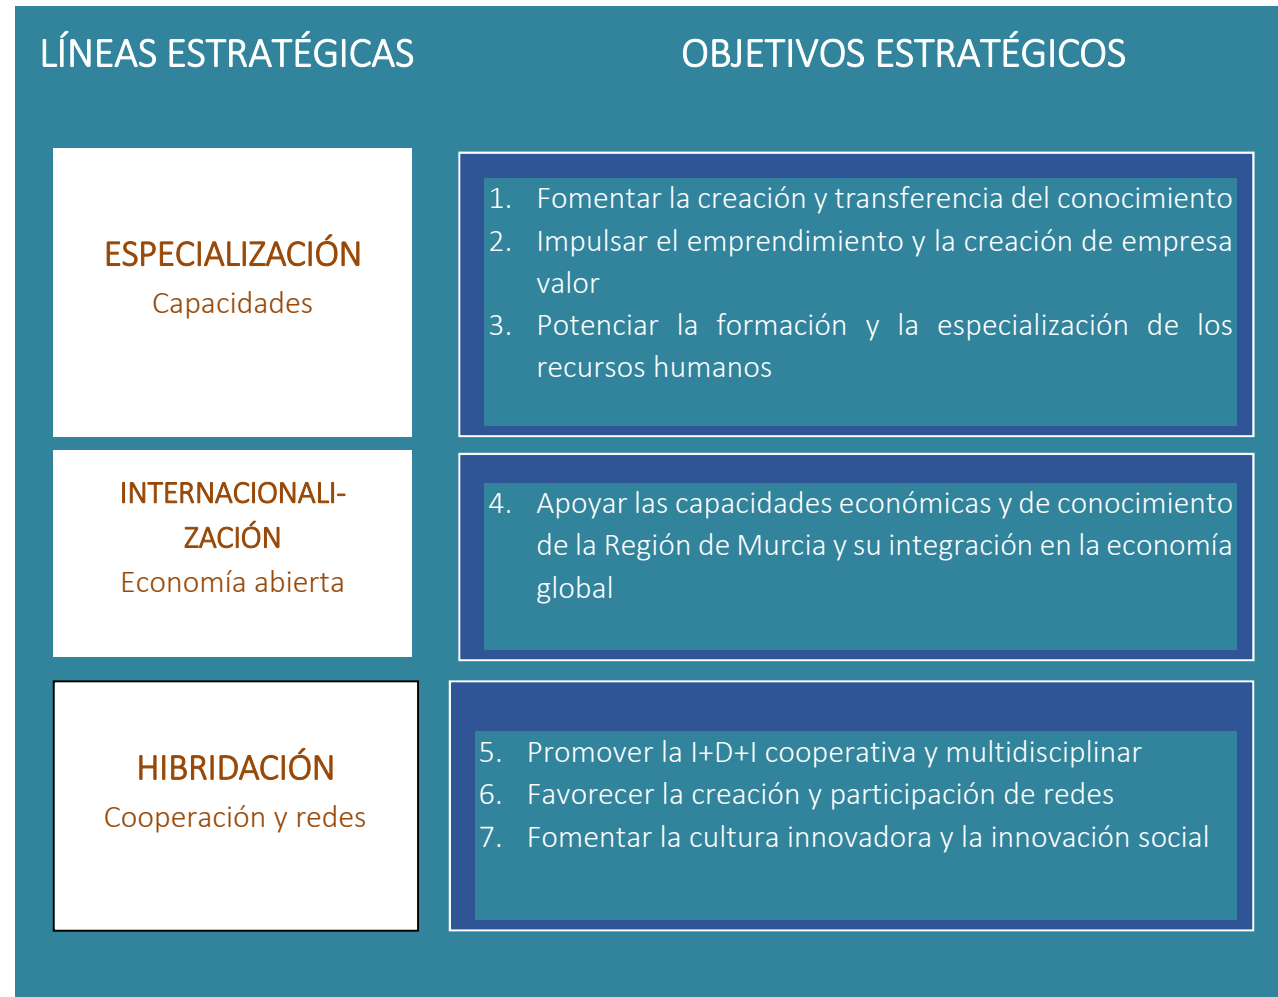 LÍNEAS ESTRATÉGICAS
OBJETIVOS ESTRATÉGICOS
ESPECIALIZACIÓN
Capacidades
1. Fomentar la creación y transferencia del conocimiento
2. Impulsar el emprendimiento y la creación de empresa
valor
3. Potenciar la formación y la especialización de los
recursos humanos
INTERNACIONALI-
ZACIÓN
Economía abierta
4. Apoyar las capacidades económicas y de conocimiento
de la Región de Murcia y su integración en la economía
global
HIBRIDACIÓN
Cooperación y redes
5. Promover la I+D+I cooperativa y multidisciplinar
6. Favorecer la creación y participación de redes
7. Fomentar la cultura innovadora y la innovación social